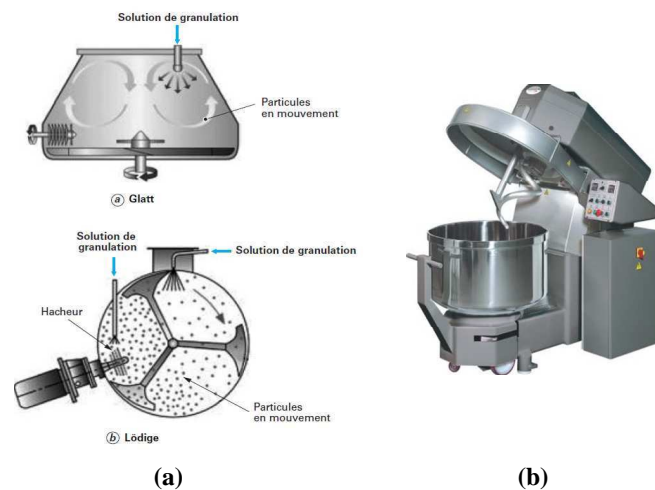 Solution de granulation
Particules
en mouvement
a Glatt
Solution de
granulation
Solution de granulation
Hacheur
Particules
en mouvement
b Lödige
(a)
(b)